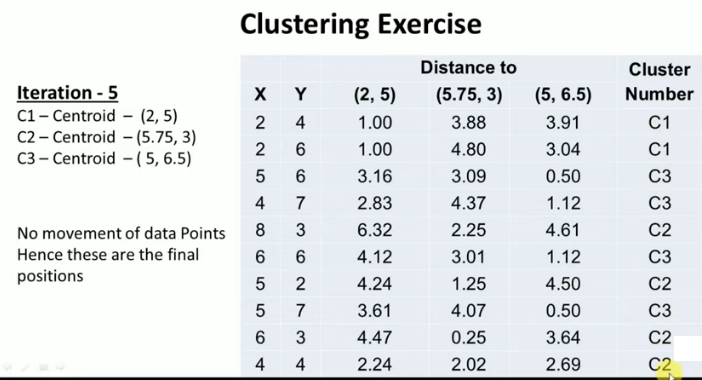 Clustering Exercise
Iteration - 5
C1 – Centroid – (2, 5)
C2 – Centroid – (5.75, 3)
C3 – Centroid – ( 5, 6.5)
No movement of data Points
Hence these are the final
positions
Distance to Cluster
X Y (2, 5) (5.75, 3) (5, 6.5) Number
2 4 1.00 3.88 3.91 C1
2 6 1.00 4.80 3.04 C1
5 6 3.16 3.09 0.50 C3
4 7 2.83 4.37 1.12 C3
8 3 6.32 2.25 4.61 C2
6 6 4.12 3.01 1.12 C3
5 2 4.24 1.25 4.50 C2
5 7 3.61 4.07 0.50 C3
6 3 4.47 0.25 3.64 C2
4 4 2.24 2.02 2.69 C2